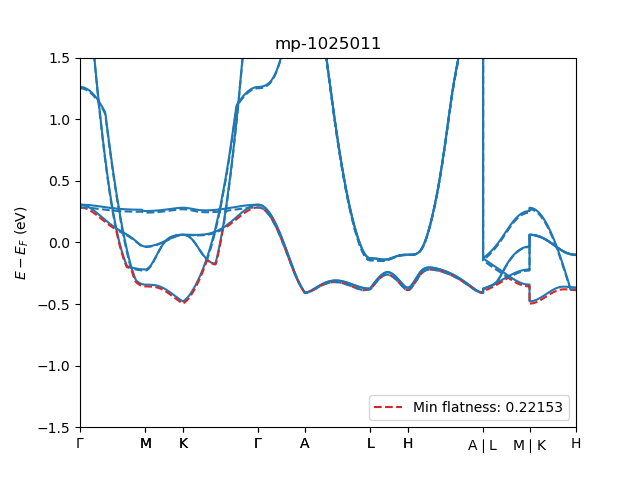 mp-1025011
E − E_F (eV)
1.5
1.0
0.5
0.0
−0.5
−1.0
−1.5
Min flatness: 0.22153
Γ M K Γ A L H A | L M | K H